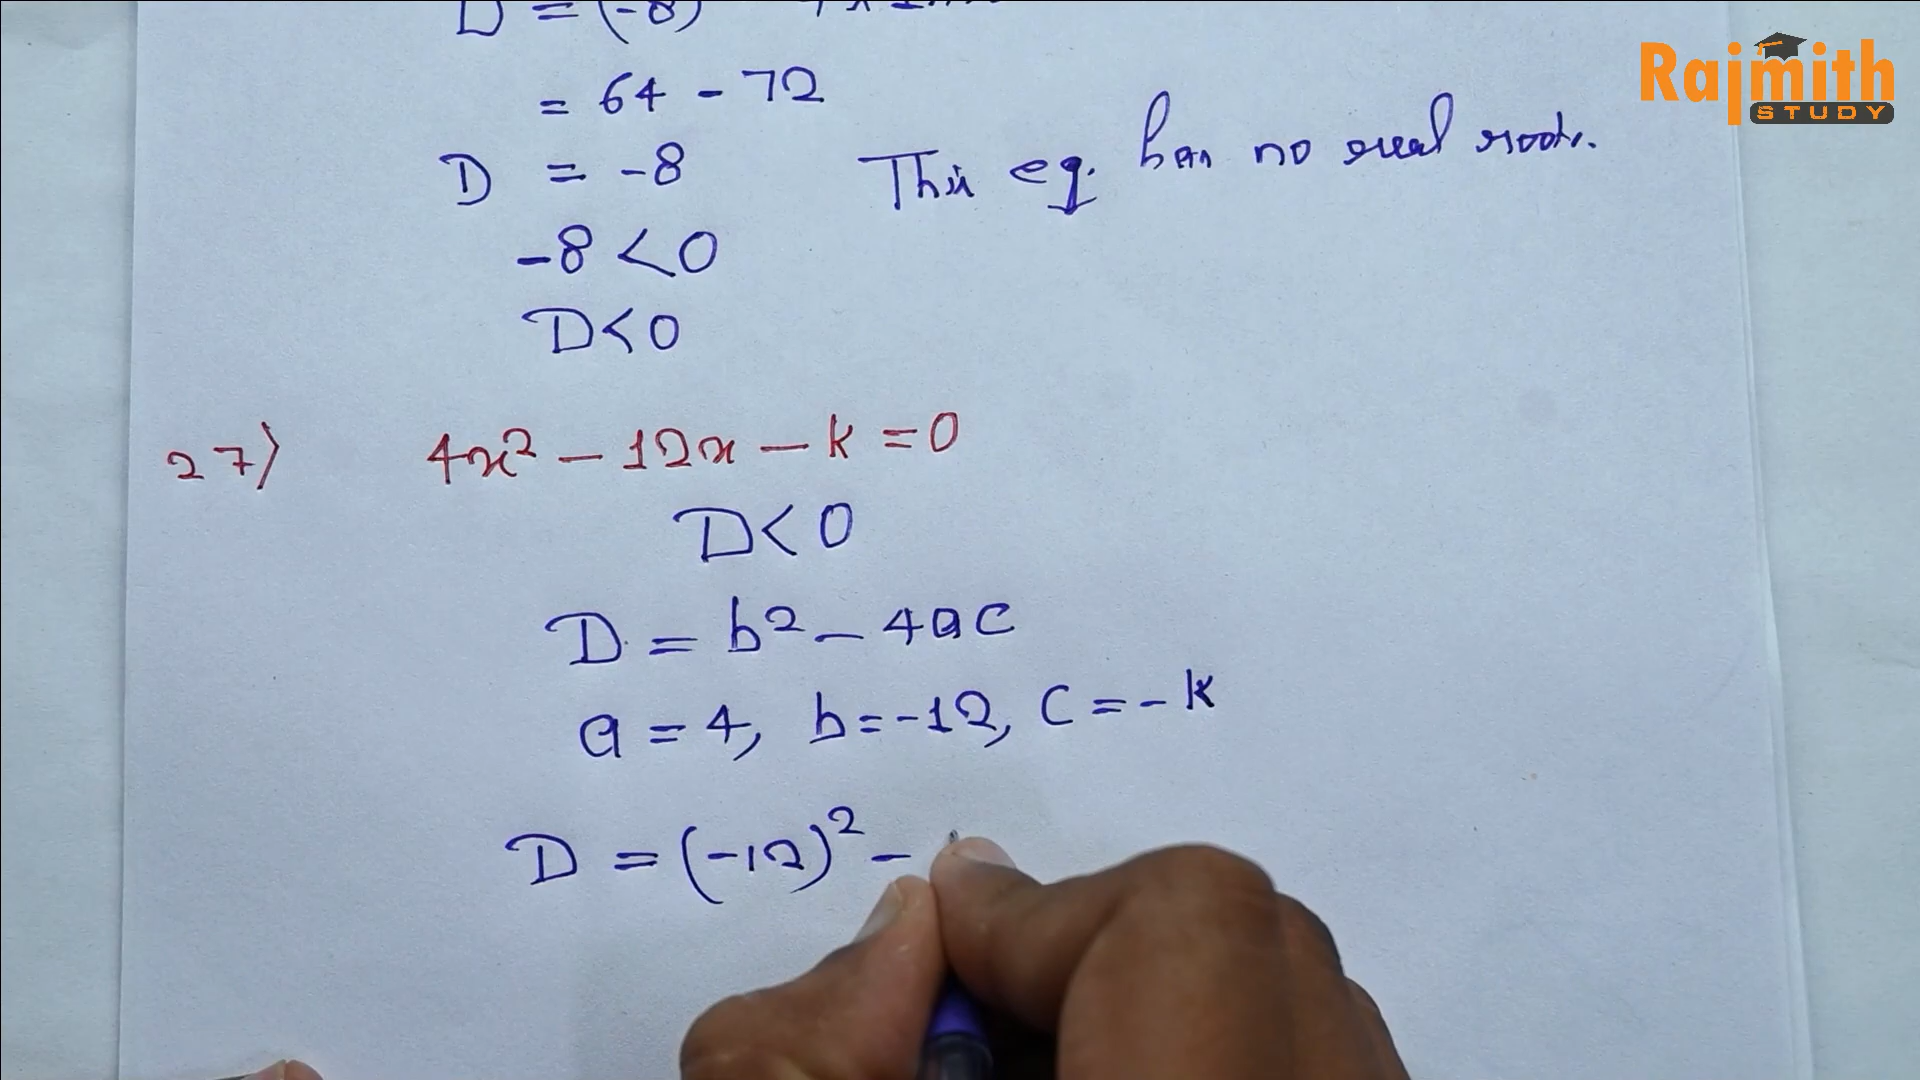 D = (-8)
= 64 - 72
D = -8
This eq. has no real roots.
-8 < 0
D < 0
27) 4x² - 12x - k = 0
D < 0
D = b² - 4ac
a = 4, b = -12, c = -k
D = (-12)² -
Rajmith
STUDY